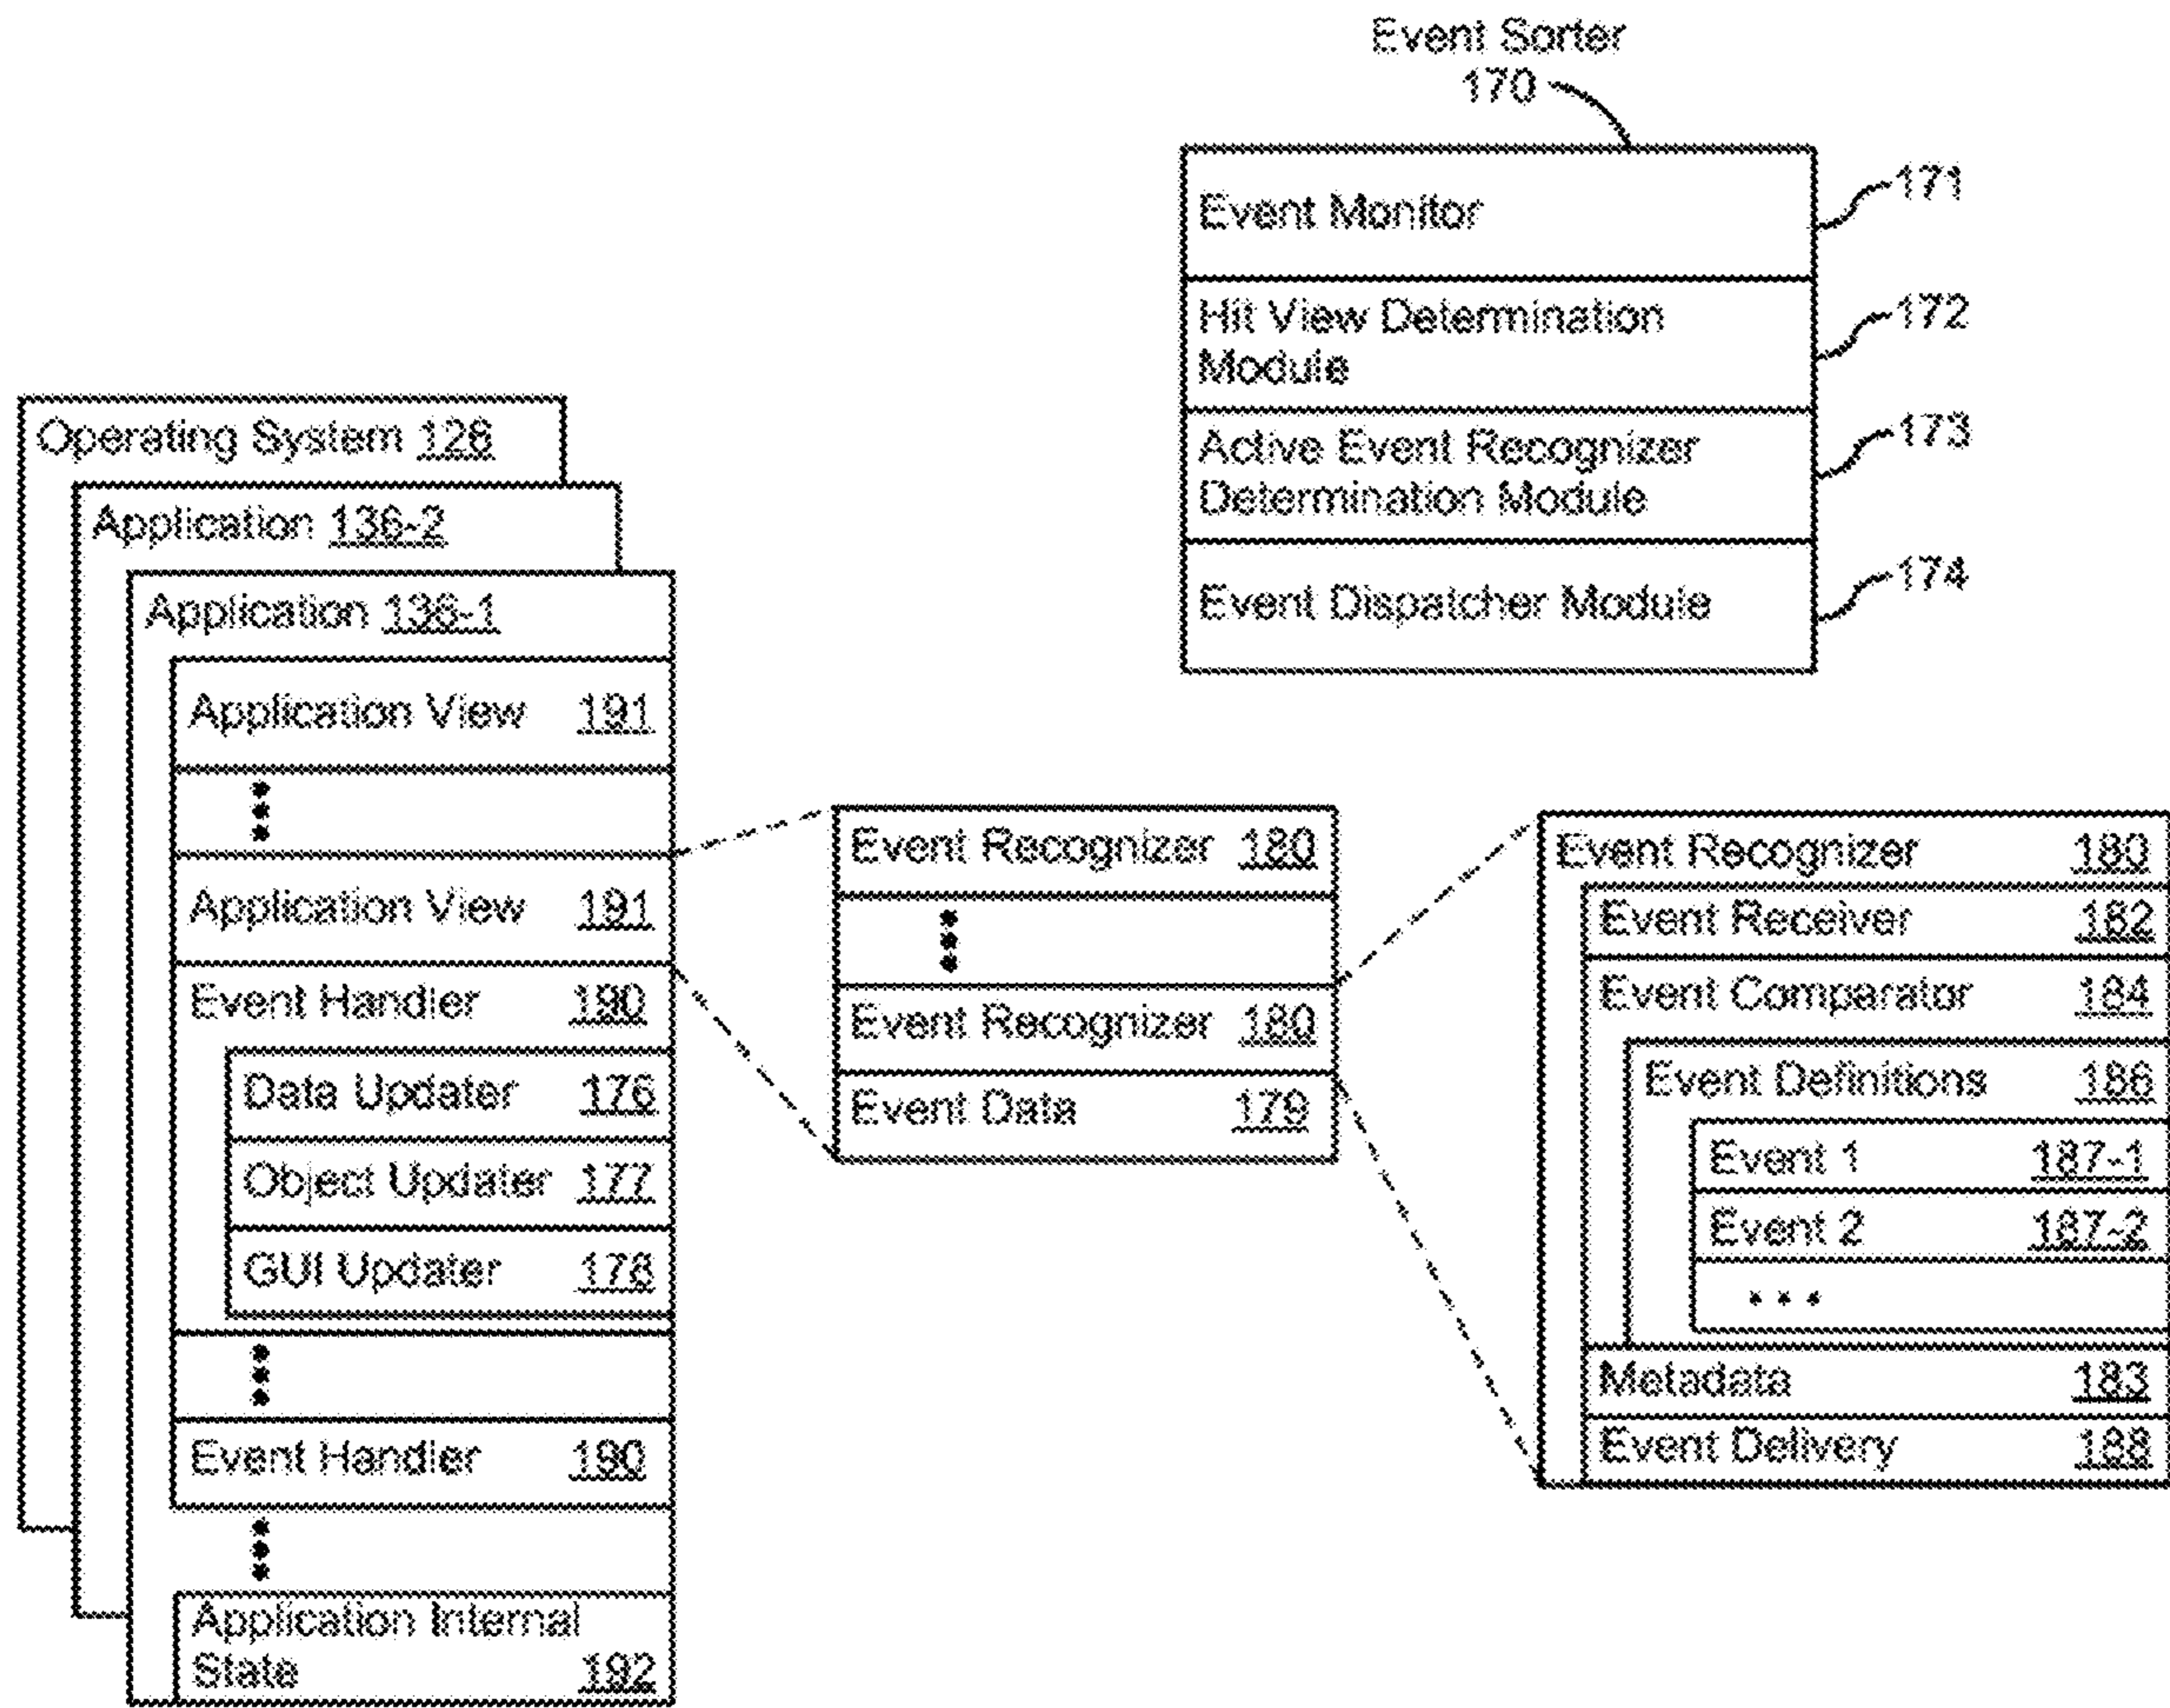 Event Sorter
170
Event Monitor
171
Hit View Determination
Module
172
Active Event Recognizer
Determination Module
173
Event Dispatcher Module
174
Operating System 126
Application 136-2
Application 136-1
Application View 191
Application View 191
Event Handler 190
Data Updater 176
Object Updater 177
GUI Updater 178
Event Handler 190
Application Internal
State 192
Event Recognizer 180
Event Recognizer 180
Event Data 179
Event Recognizer 180
Event Receiver 182
Event Comparator 184
Event Definitions 186
Event 1 187-1
Event 2 187-2
Metadata 183
Event Delivery 188